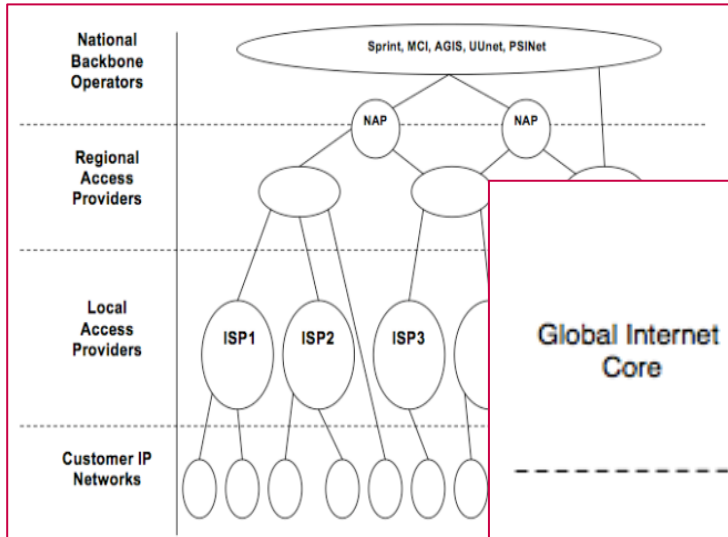 National
Backbone
Operators
Sprint, MCI, AGIS, UUnet, PSINet
NAP
NAP
Regional
Access
Providers
Local
Access
Providers
ISP1
ISP2
ISP3
Global Internet
Core
Customer IP
Networks